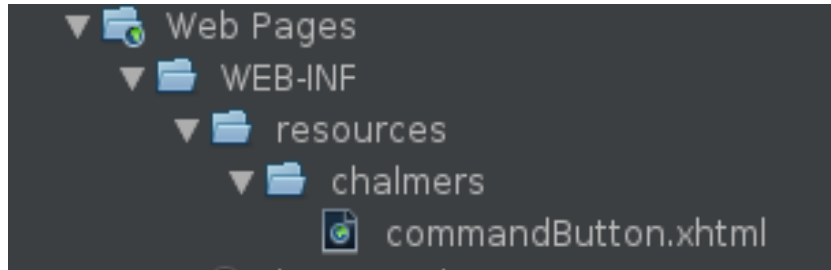 Web Pages
WEB-INF
resources
chalmers
commandButton.xhtml